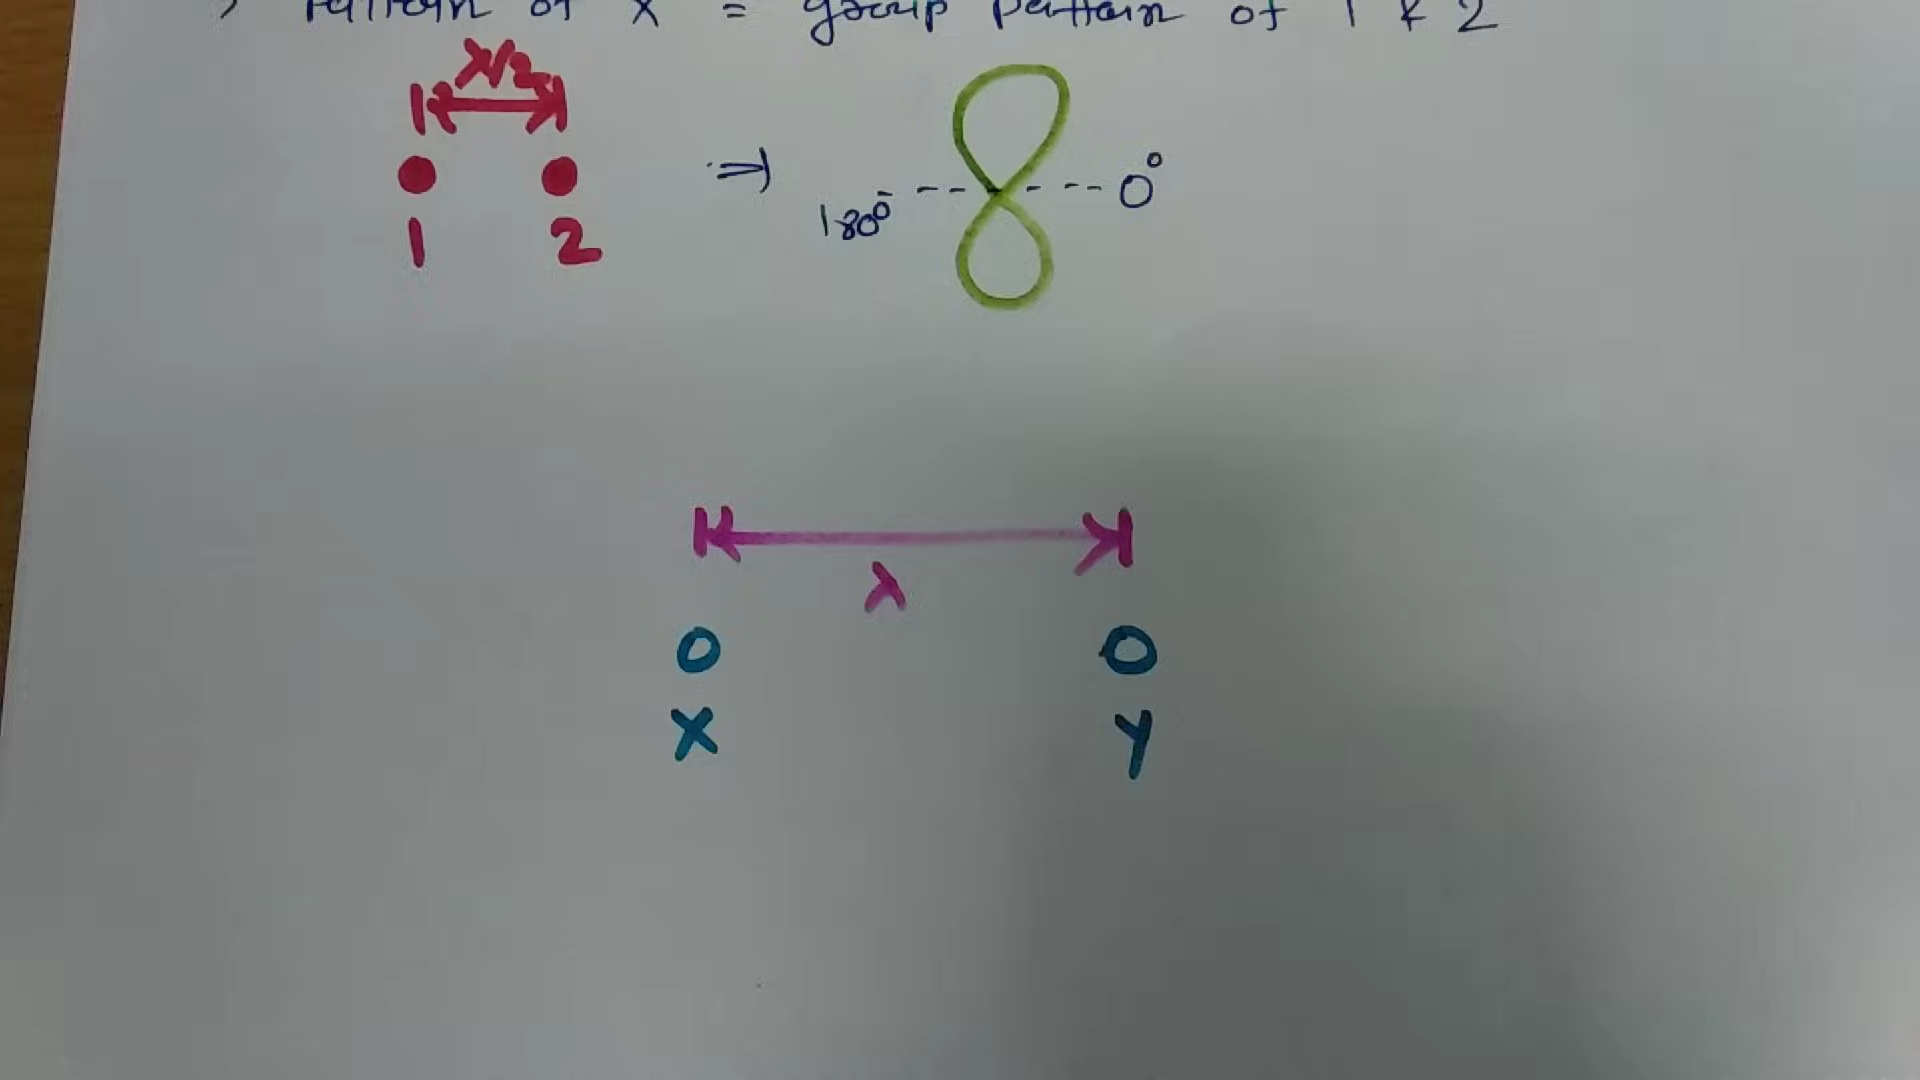 Pattern of X = group pattern of 1 & 2
λ/2
1 2
180° 0°
λ
O O
X Y